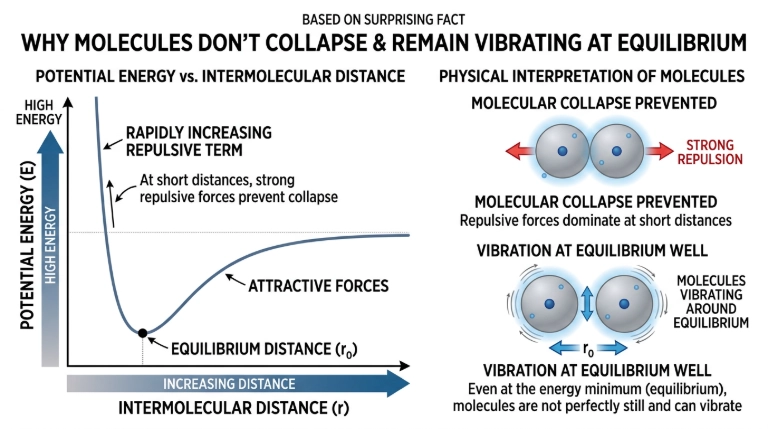 BASED ON SURPRISING FACT
WHY MOLECULES DON'T COLLAPSE & REMAIN VIBRATING AT EQUILIBRIUM
POTENTIAL ENERGY vs. INTERMOLECULAR DISTANCE
HIGH
ENERGY
POTENTIAL ENERGY (E)
HIGH ENERGY
RAPIDLY INCREASING
REPULSIVE TERM
At short distances, strong
repulsive forces prevent collapse
ATTRACTIVE FORCES
EQUILIBRIUM DISTANCE (r₀)
INCREASING DISTANCE
INTERMOLECULAR DISTANCE (r)
PHYSICAL INTERPRETATION OF MOLECULES
MOLECULAR COLLAPSE PREVENTED
STRONG
REPULSION
MOLECULAR COLLAPSE PREVENTED
Repulsive forces dominate at short distances
VIBRATION AT EQUILIBRIUM WELL
MOLECULES
VIBRATING
AROUND
EQUILIBRIUM
r₀
VIBRATION AT EQUILIBRIUM WELL
Even at the energy minimum (equilibrium),
molecules are not perfectly still and can vibrate